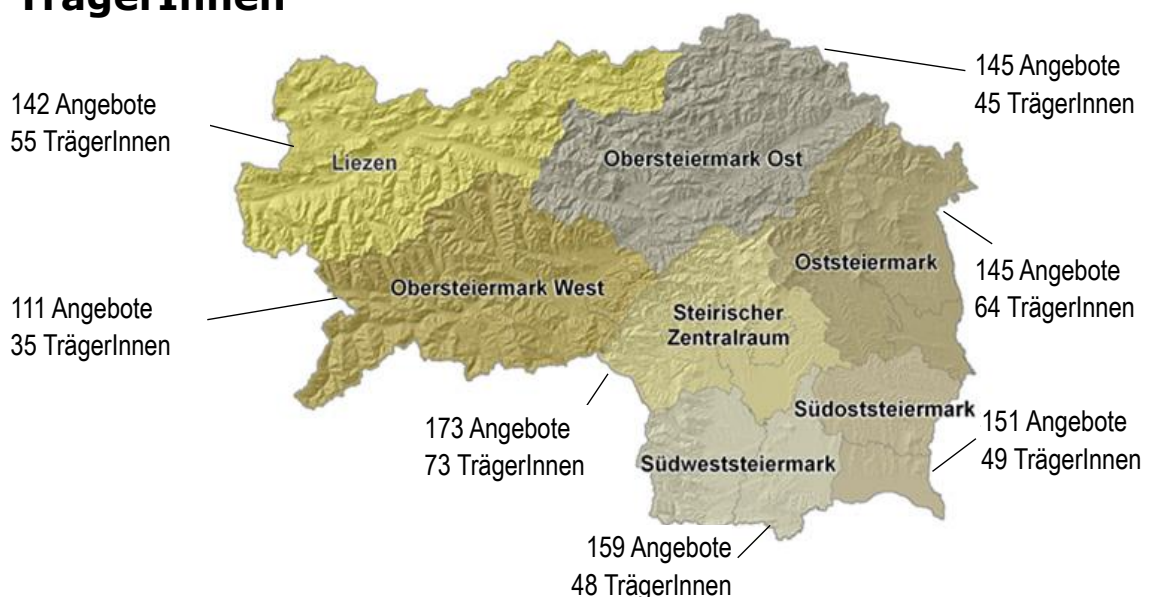 TrägerInnen
145 Angebote
45 TrägerInnen
142 Angebote
55 TrägerInnen
Liezen
Obersteiermark Ost
Oststeiermark
145 Angebote
64 TrägerInnen
Obersteiermark West
111 Angebote
35 TrägerInnen
Steirischer
Zentralraum
Südoststeiermark
151 Angebote
49 TrägerInnen
173 Angebote
73 TrägerInnen
Südweststeiermark
159 Angebote
48 TrägerInnen